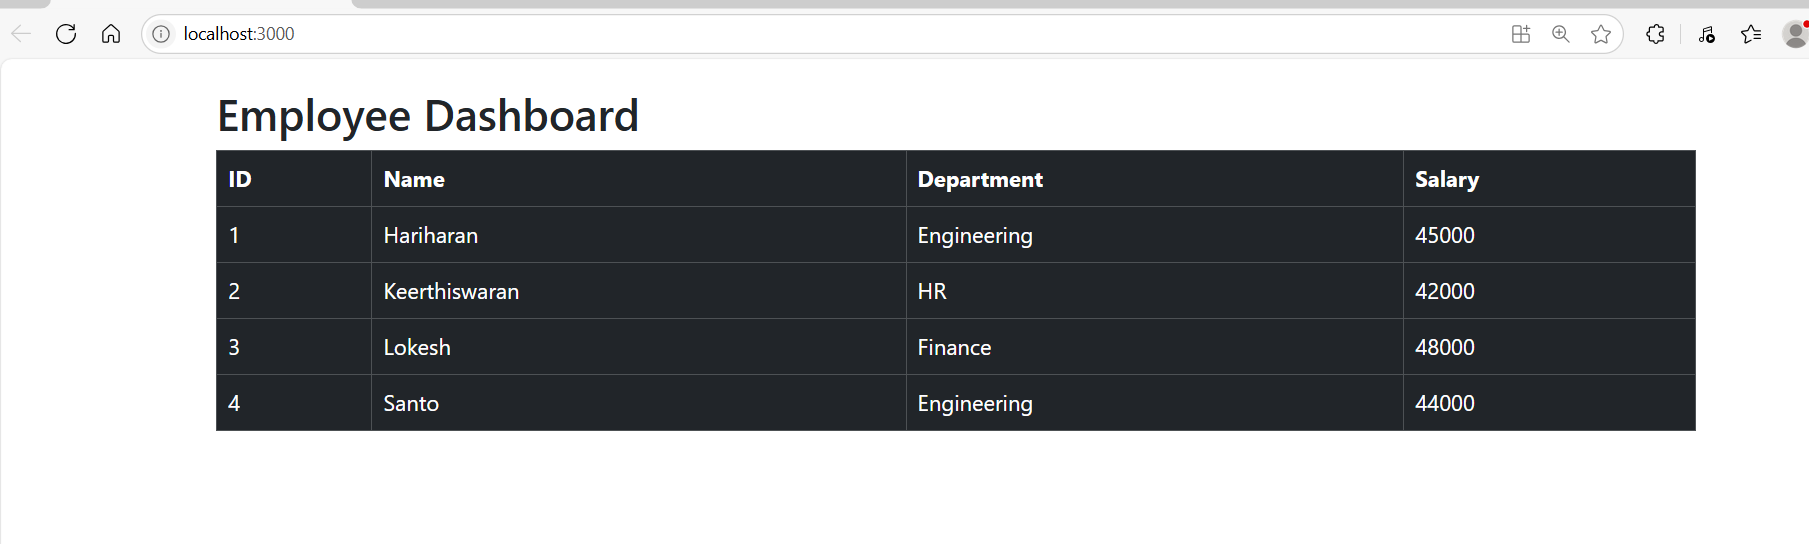 localhost:3000
Employee Dashboard
ID Name Department Salary
1 Hariharan Engineering 45000
2 Keerthiswaran HR 42000
3 Lokesh Finance 48000
4 Santo Engineering 44000